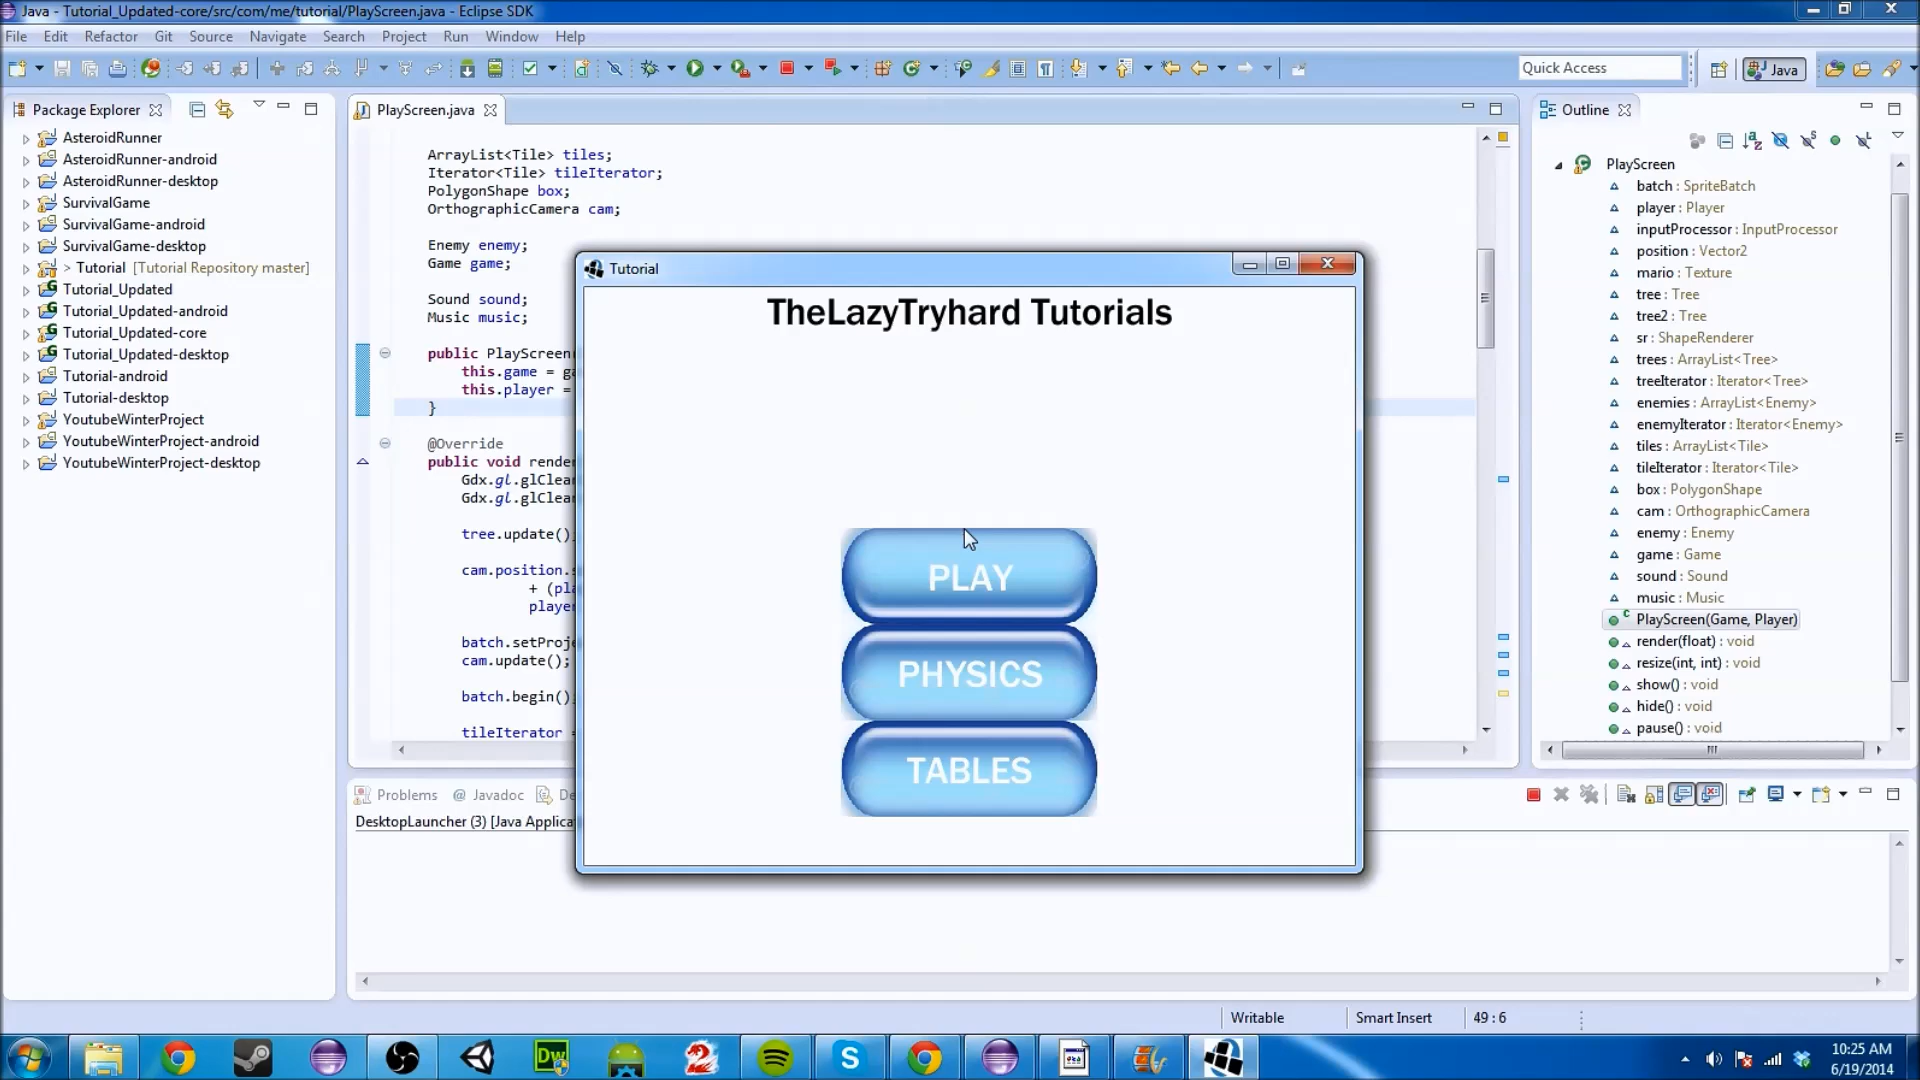 Java - Tutorial_Updated-core/src/com/me/tutorial/PlayScreen.java - Eclipse SDK
File Edit Refactor Git Source Navigate Search Project Run Window Help
Quick Access
Java
Package Explorer
AsteroidRunner
AsteroidRunner-android
AsteroidRunner-desktop
SurvivalGame
SurvivalGame-android
SurvivalGame-desktop
> Tutorial [Tutorial Repository master]
Tutorial_Updated
Tutorial_Updated-android
Tutorial_Updated-core
Tutorial_Updated-desktop
Tutorial-android
Tutorial-desktop
YoutubeWinterProject
YoutubeWinterProject-android
YoutubeWinterProject-desktop
PlayScreen.java
ArrayList<Tile> tiles;
Iterator<Tile> tileIterator;
PolygonShape box;
OrthographicCamera cam;
Enemy enemy;
Game game;
Sound sound;
Music music;
public PlayScreen
this.game = ga
this.player =
}
@Override
public void rende
Gdx.gl.glClea
Gdx.gl.glClea
tree.update()
cam.position.s
+ (pla
player
batch.setProje
cam.update();
batch.begin()
tileIterator =
Tutorial
TheLazyTryhard Tutorials
PLAY
PHYSICS
TABLES
Outline
PlayScreen
batch : SpriteBatch
player : Player
inputProcessor : InputProcessor
position : Vector2
mario : Texture
tree : Tree
tree2 : Tree
sr : ShapeRenderer
trees : ArrayList<Tree>
treeIterator : Iterator<Tree>
enemies : ArrayList<Enemy>
enemyIterator : Iterator<Enemy>
tiles : ArrayList<Tile>
tileIterator : Iterator<Tile>
box : PolygonShape
cam : OrthographicCamera
enemy : Enemy
game : Game
sound : Sound
music : Music
PlayScreen(Game, Player)
render(float) : void
resize(int, int) : void
show() : void
hide() : void
pause() : void
Problems @ Javadoc De
DesktopLauncher (3) [Java Applica
Writable Smart Insert 49 : 6
10:25 AM
6/19/2014